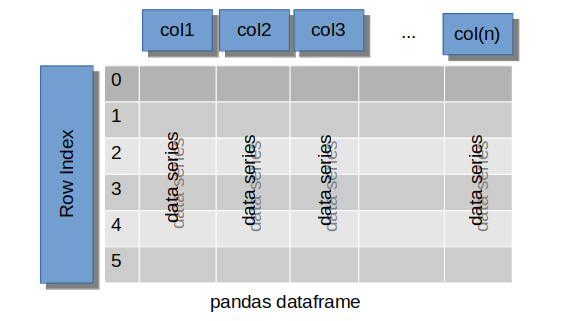 col1 col2 col3 ... col(n)
Row Index
0
1
2
3
4
5
data series data series data series data series
pandas dataframe